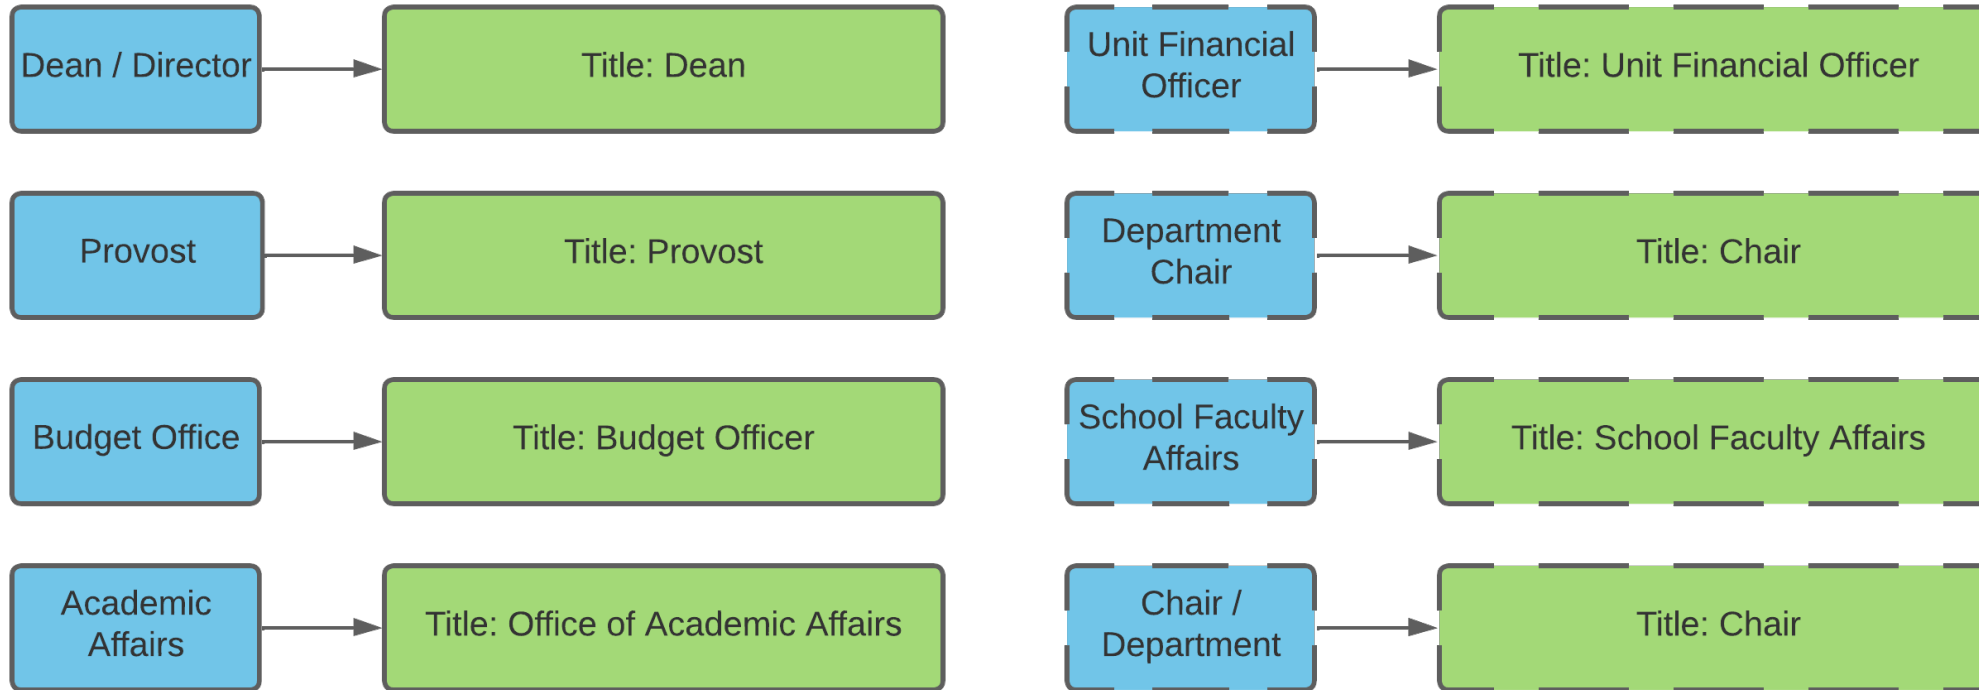 Dean / Director
Title: Dean
Unit Financial
Officer
Title: Unit Financial Officer
Provost
Title: Provost
Department
Chair
Title: Chair
Budget Office
Title: Budget Officer
School Faculty
Affairs
Title: School Faculty Affairs
Academic
Affairs
Title: Office of Academic Affairs
Chair /
Department
Title: Chair